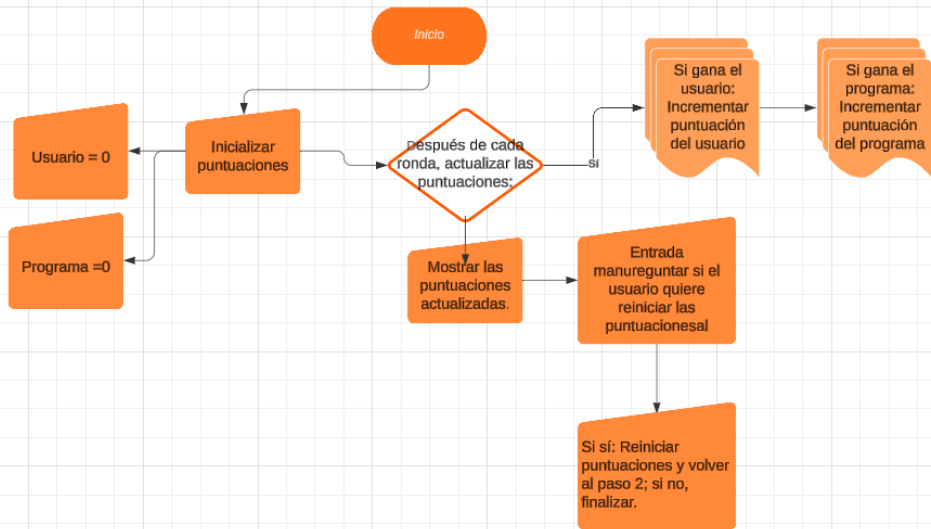 Inicio
Si gana el
usuario:
Incrementar
puntuación
del usuario
Si gana el
programa:
Incrementar
puntuación
del programa
Usuario = 0
Inicializar
puntuaciones
Después de cada
ronda, actualizar las
puntuaciones:
Sí
Programa =0
Mostrar las
puntuaciones
actualizadas.
Entrada
manureguntar si el
usuario quiere
reiniciar las
puntuacionesal
Si sí: Reiniciar
puntuaciones y volver
al paso 2; si no,
finalizar.